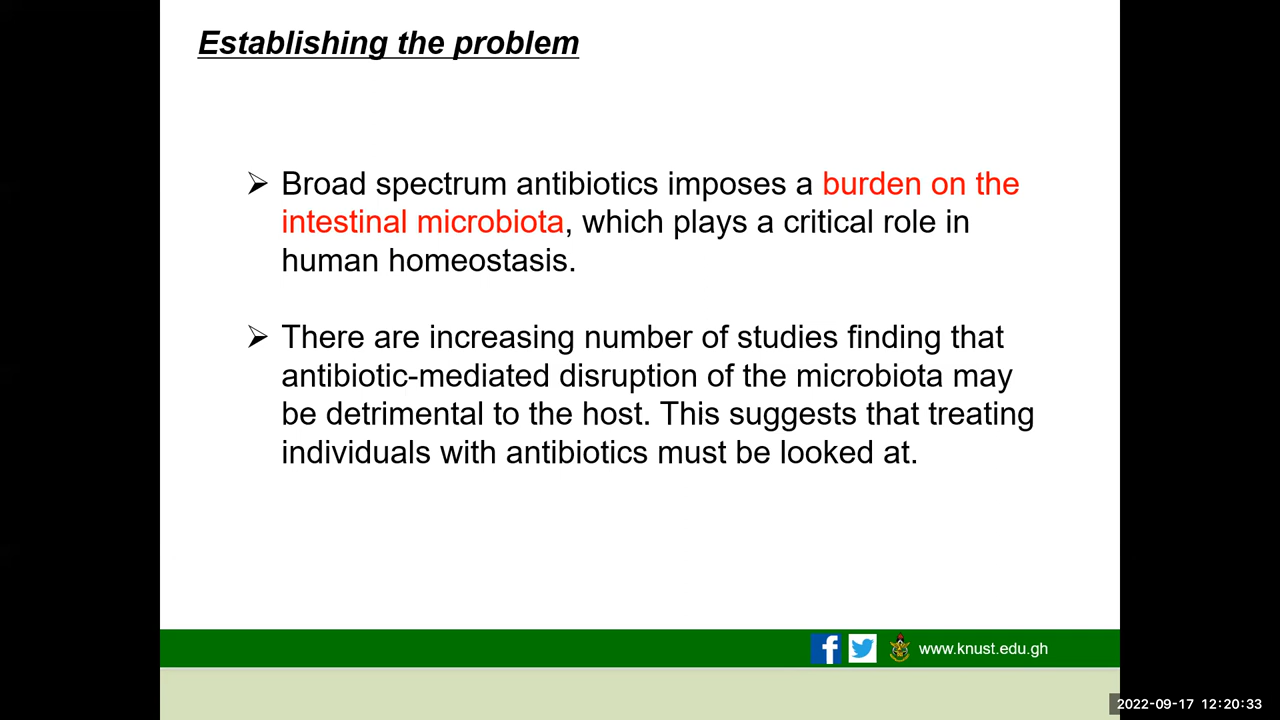 Establishing the problem
Broad spectrum antibiotics imposes a burden on the
intestinal microbiota, which plays a critical role in
human homeostasis.
There are increasing number of studies finding that
antibiotic-mediated disruption of the microbiota may
be detrimental to the host. This suggests that treating
individuals with antibiotics must be looked at.
www.knust.edu.gh
2022-09-17 12:20:33